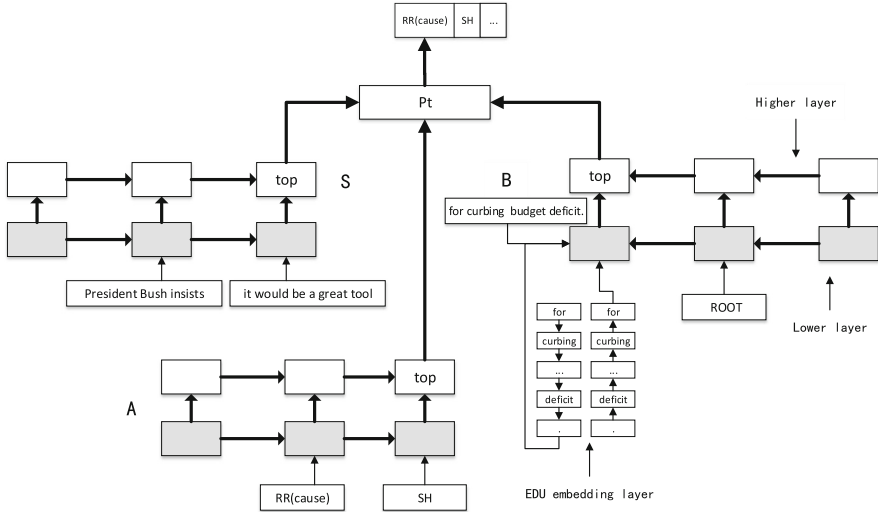 RR(cause) SH ...
Pt
Higher layer
top
S
B
top
for curbing budget deficit.
President Bush insists
it would be a great tool
ROOT
Lower layer
for for
curbing curbing
... ...
deficit deficit
. .
A
top
RR(cause)
SH
EDU embedding layer